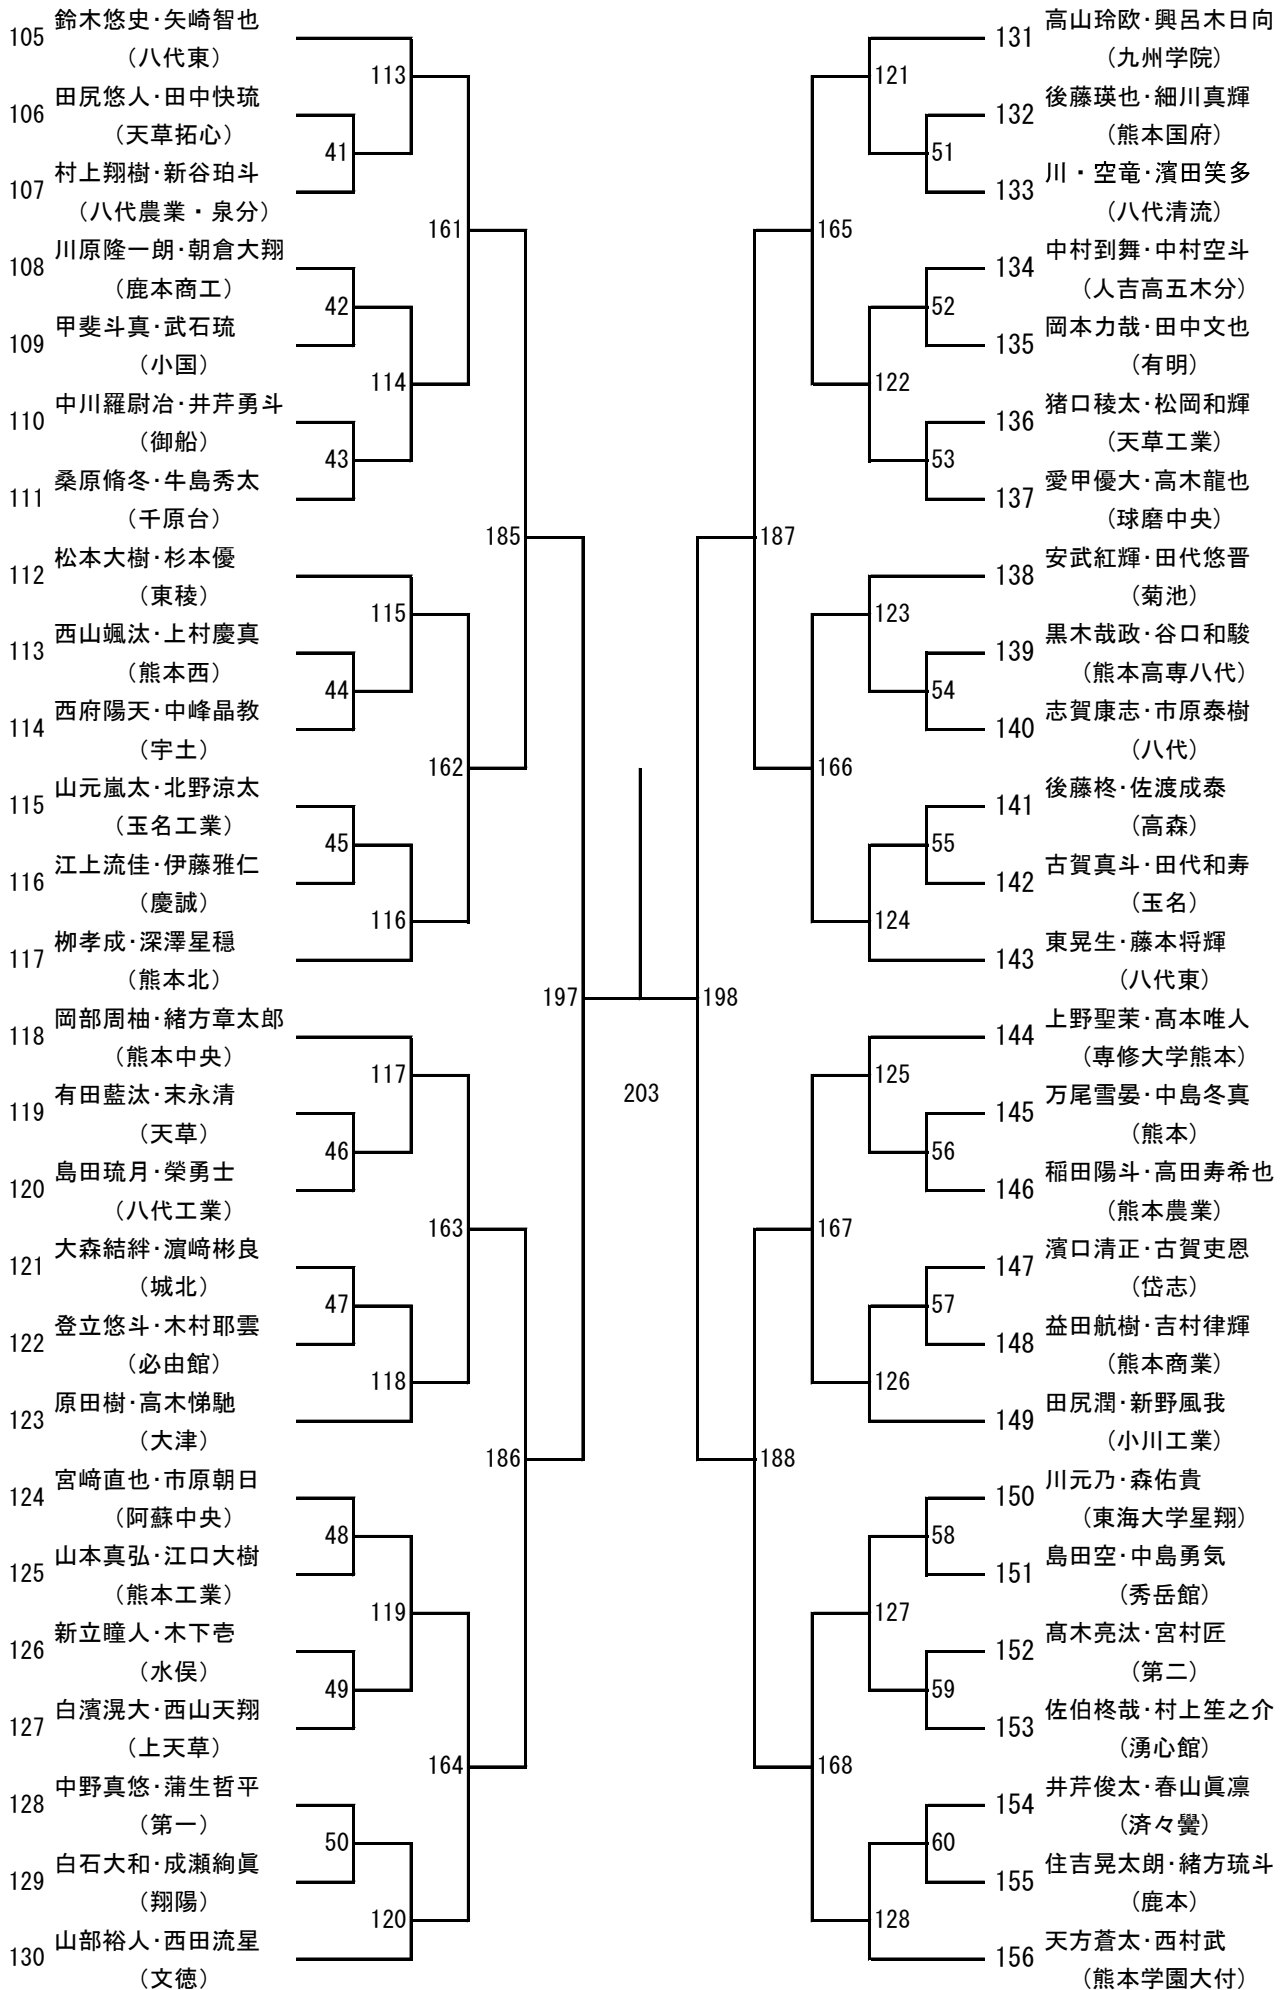 105 鈴木悠史･矢崎智也
（八代東）
113
106 田尻悠人･田中快琉
（天草拓心）
41
107 村上翔樹･新谷珀斗
（八代農業・泉分）
161
108 川原隆一朗･朝倉大翔
（鹿本商工）
42
109 甲斐斗真･武石琉
（小国）
114
110 中川羅尉冶･井芹勇斗
（御船）
43
111 桑原脩冬･牛島秀太
（千原台）
185
112 松本大樹･杉本優
（東稜）
115
113 西山颯汰･上村慶真
（熊本西）
44
114 西府陽天･中峰晶教
（宇土）
162
115 山元嵐太･北野涼太
（玉名工業）
45
116 江上流佳･伊藤雅仁
（慶誠）
116
117 栁孝成･深澤星穏
（熊本北）
197
118 岡部周柚･緒方章太郎
（熊本中央）
117
119 有田藍汰･末永清
（天草）
46
120 島田琉月･榮勇士
（八代工業）
163
121 大森結絆･濵﨑彬良
（城北）
47
122 登立悠斗･木村耶雲
（必由館）
118
123 原田樹･高木悌馳
（大津）
186
124 宮﨑直也･市原朝日
（阿蘇中央）
48
125 山本真弘･江口大樹
（熊本工業）
119
126 新立瞳人･木下壱
（水俣）
49
127 白濱滉大･西山天翔
（上天草）
164
128 中野真悠･蒲生哲平
（第一）
50
129 白石大和･成瀬絢眞
（翔陽）
120
130 山部裕人･西田流星
（文徳）
203
131 高山玲欧･興呂木日向
（九州学院）
121
132 後藤瑛也･細川真輝
（熊本国府）
51
133 川・空竜･濱田笑多
（八代清流）
165
134 中村到舞･中村空斗
（人吉高五木分）
52
135 岡本力哉･田中文也
（有明）
122
136 猪口稜太･松岡和輝
（天草工業）
53
137 愛甲優大･高木龍也
（球磨中央）
187
138 安武紅輝･田代悠晋
（菊池）
123
139 黒木哉政･谷口和駿
（熊本高専八代）
54
140 志賀康志･市原泰樹
（八代）
166
141 後藤柊･佐渡成泰
（高森）
55
142 古賀真斗･田代和寿
（玉名）
124
143 東晃生･藤本将輝
（八代東）
198
144 上野聖茉･髙本唯人
（専修大学熊本）
125
145 万尾雪晏･中島冬真
（熊本）
56
146 稲田陽斗･高田寿希也
（熊本農業）
167
147 濱口清正･古賀吏恩
（岱志）
57
148 益田航樹･吉村律輝
（熊本商業）
126
149 田尻潤･新野風我
（小川工業）
188
150 川元乃･森佑貴
（東海大学星翔）
58
151 島田空･中島勇気
（秀岳館）
127
152 髙木亮汰･宮村匠
（第二）
59
153 佐伯柊哉･村上笙之介
（湧心館）
168
154 井芹俊太･春山眞凛
（済々黌）
60
155 住吉晃太朗･緒方琉斗
（鹿本）
128
156 天方蒼太･西村武
（熊本学園大付）